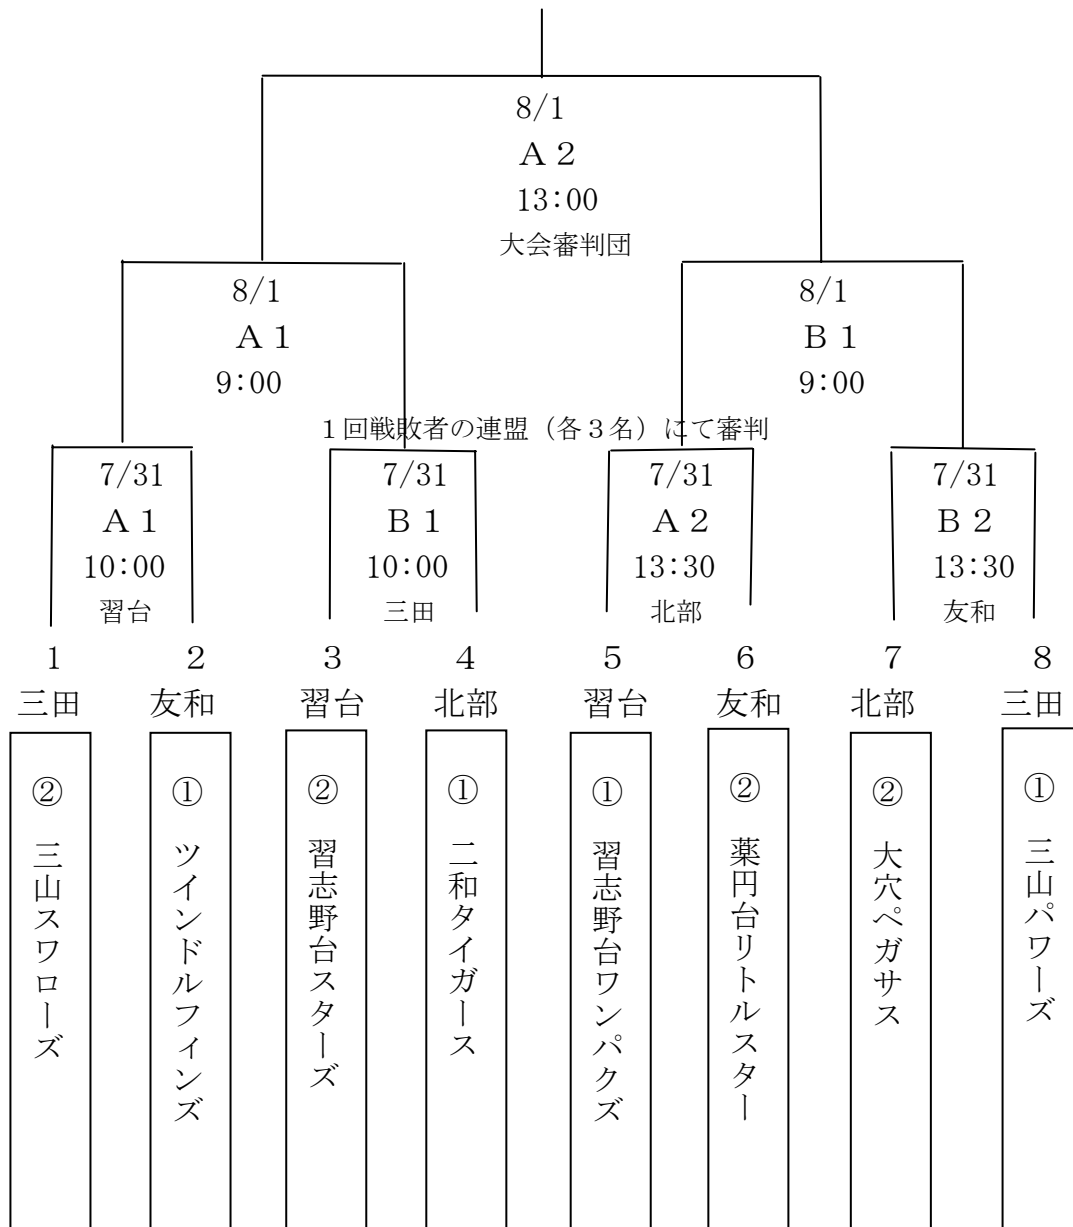 8/1
Ａ２
13:00
大会審判団
8/1
Ａ１
9:00
8/1
Ｂ１
9:00
１回戦敗者の連盟（各３名）にて審判
7/31
Ａ１
10:00
習台
7/31
Ｂ１
10:00
三田
7/31
Ａ２
13:30
北部
7/31
Ｂ２
13:30
友和
1
2
3
4
5
6
7
8
三田
友和
習台
北部
習台
友和
北部
三田
② 三山スワローズ
① ツインドルフィンズ
② 習志野台スターズ
① 二和タイガース
① 習志野台ワンパクズ
② 薬円台リトルスター
② 大穴ペガサス
① 三山パワーズ